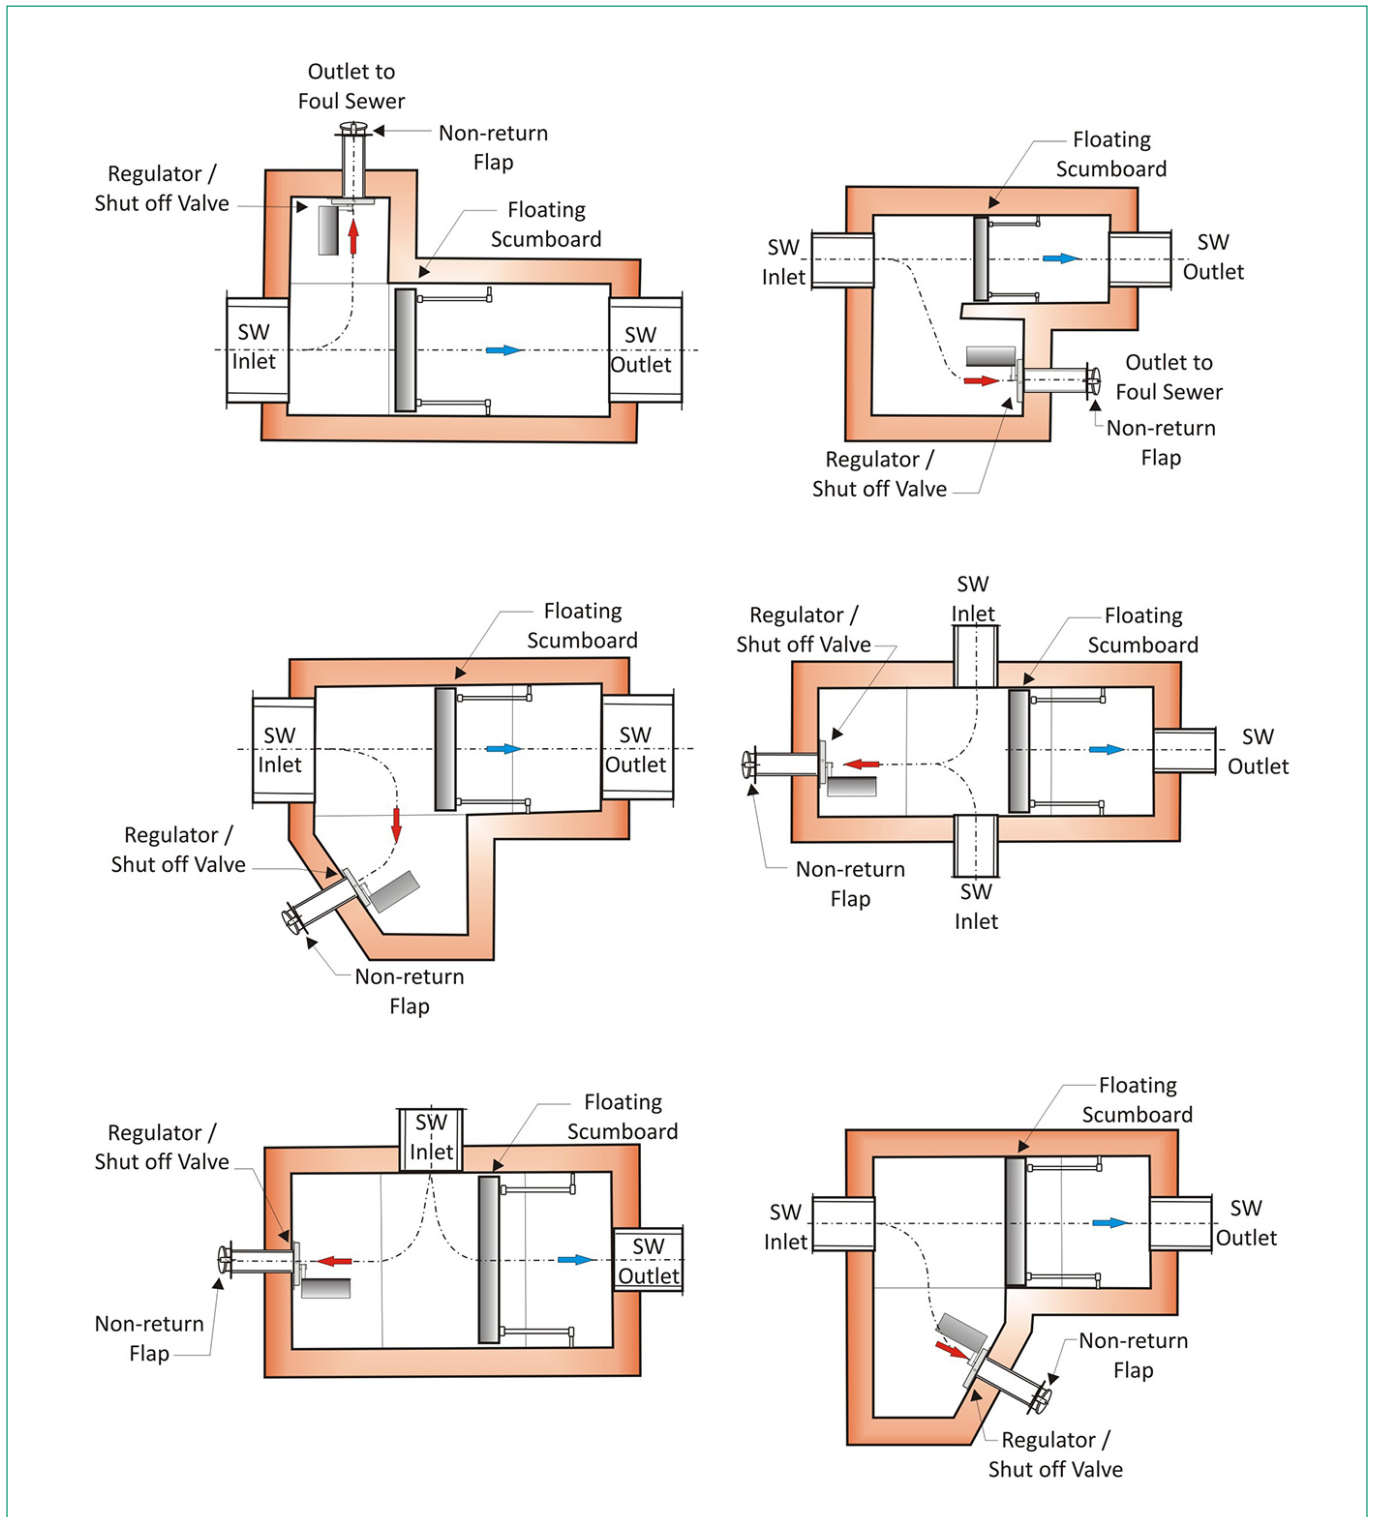 Outlet to
Foul Sewer
Non-return
Flap
Regulator /
Shut off Valve
Floating
Scumboard
SW
Inlet
SW
Outlet
Floating
Scumboard
SW
Inlet
SW
Outlet
Outlet to
Foul Sewer
Non-return
Flap
Regulator /
Shut off Valve
Floating
Scumboard
SW
Inlet
SW
Outlet
Regulator /
Shut off Valve
Non-return
Flap
SW
Inlet
Regulator /
Shut off Valve
Floating
Scumboard
SW
Outlet
Non-return
Flap
SW
Inlet
Floating
Scumboard
SW
Inlet
Regulator /
Shut off Valve
SW
Outlet
Non-return
Flap
Floating
Scumboard
SW
Inlet
SW
Outlet
Non-return
Flap
Regulator /
Shut off Valve